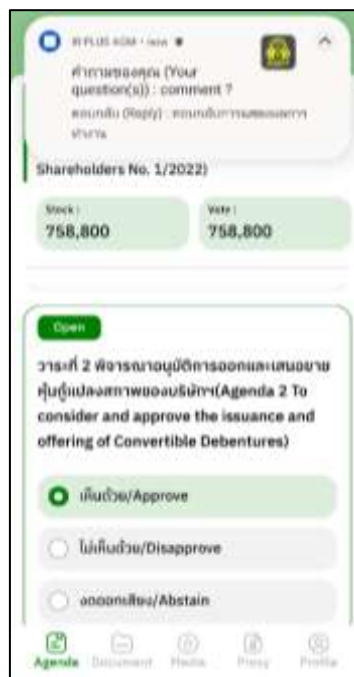 IR PLUS AGM • now
คำถามของคุณ (Your
question(s)) : comment ?
ตอบกลับ (Reply) :
Shareholders No. 1/2022)
Stock :
758,800
Vote :
758,800
Open
วาระที่ 2 พิจารณาอนุมัติการออกและเสนอขาย
หุ้นกู้แปลงสภาพของบริษัทฯ(Agenda 2 To
consider and approve the issuance and
offering of Convertible Debentures)
เห็นด้วย/Approve
ไม่เห็นด้วย/Disapprove
งดออกเสียง/Abstain
Agenda
Document
Media
Proxy
Profile